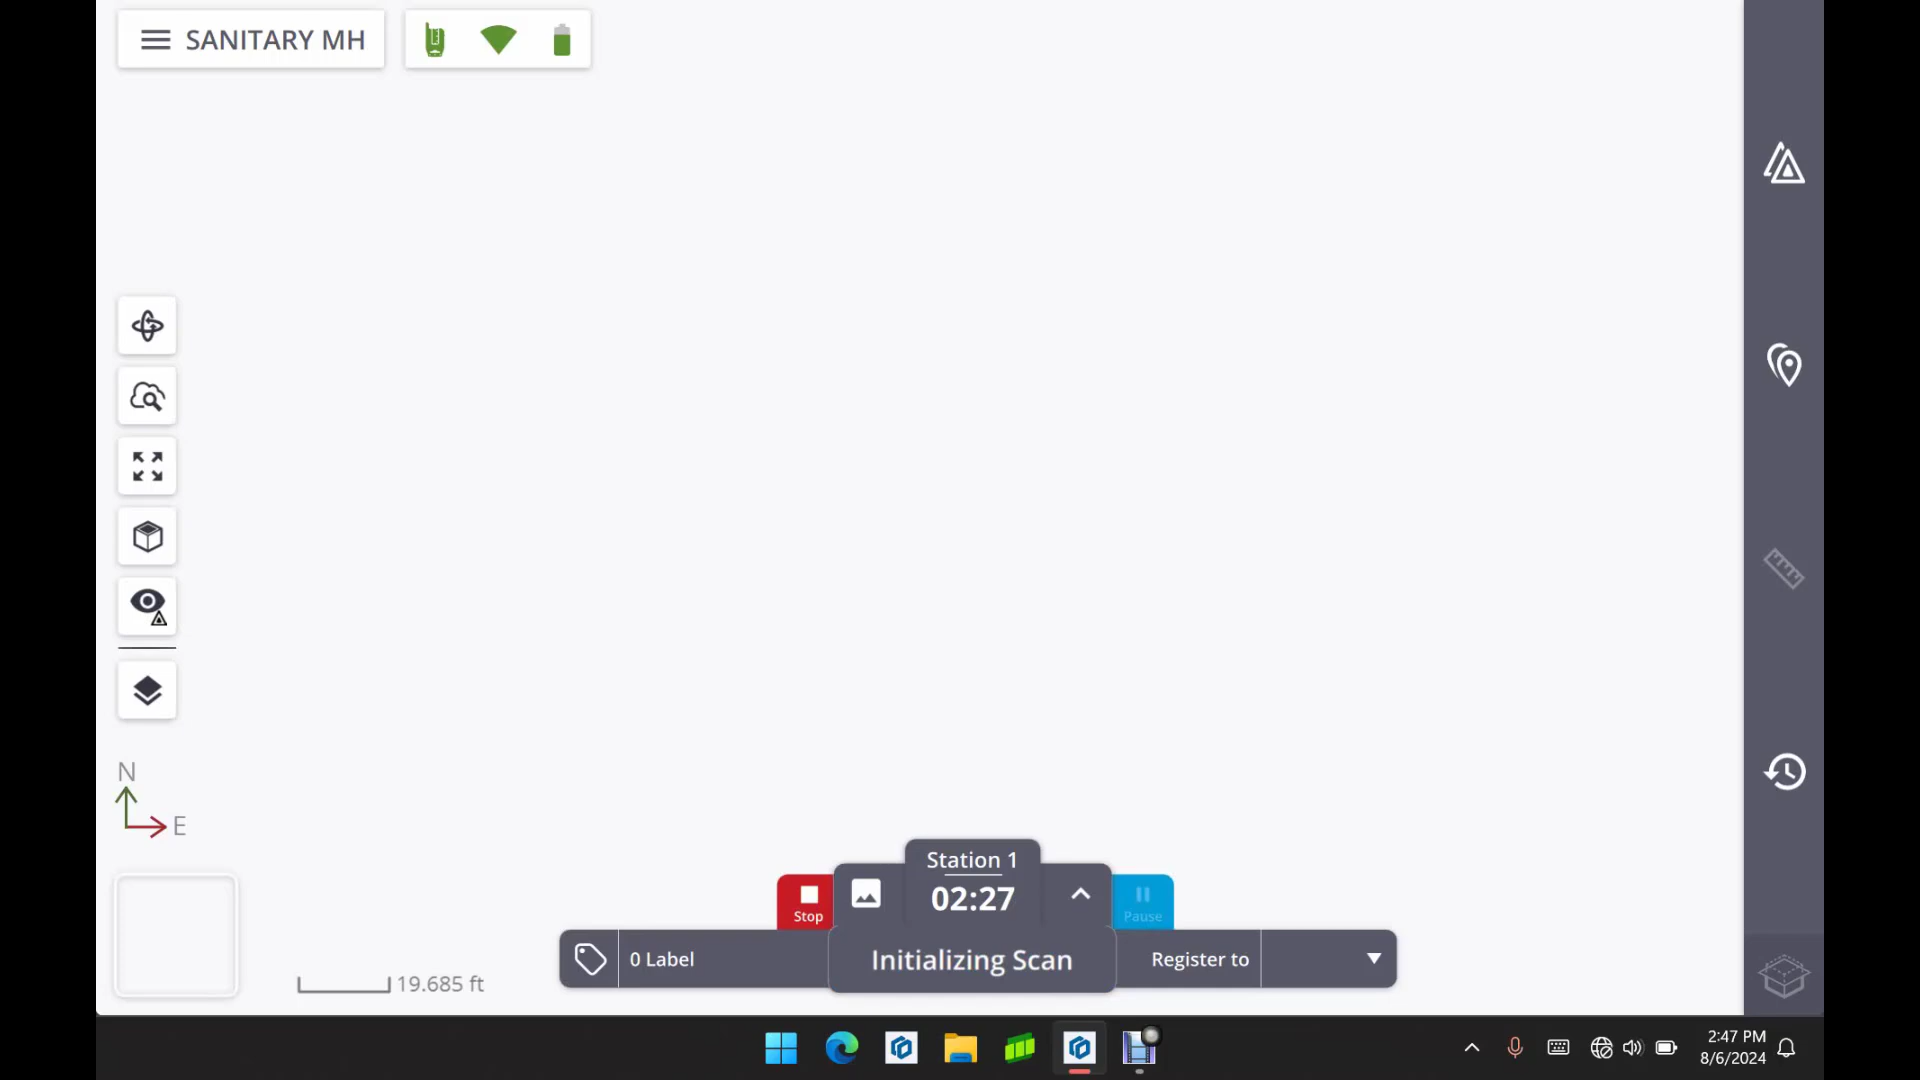 SANITARY MH
N
E
19.685 ft
Station 1
02:27
Stop
Pause
0 Label
Initializing Scan
Register to
2:47 PM
8/6/2024